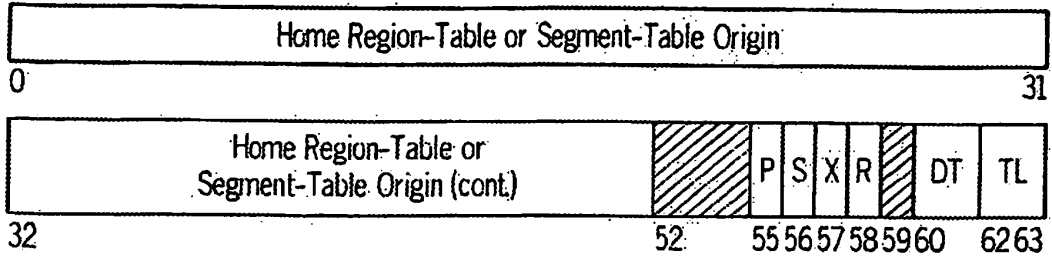 Home Region-Table or Segment-Table Origin
0 31
Home Region-Table or
Segment-Table Origin (cont.)
P S X R DT TL
32 52 55 56 57 58 59 60 62 63